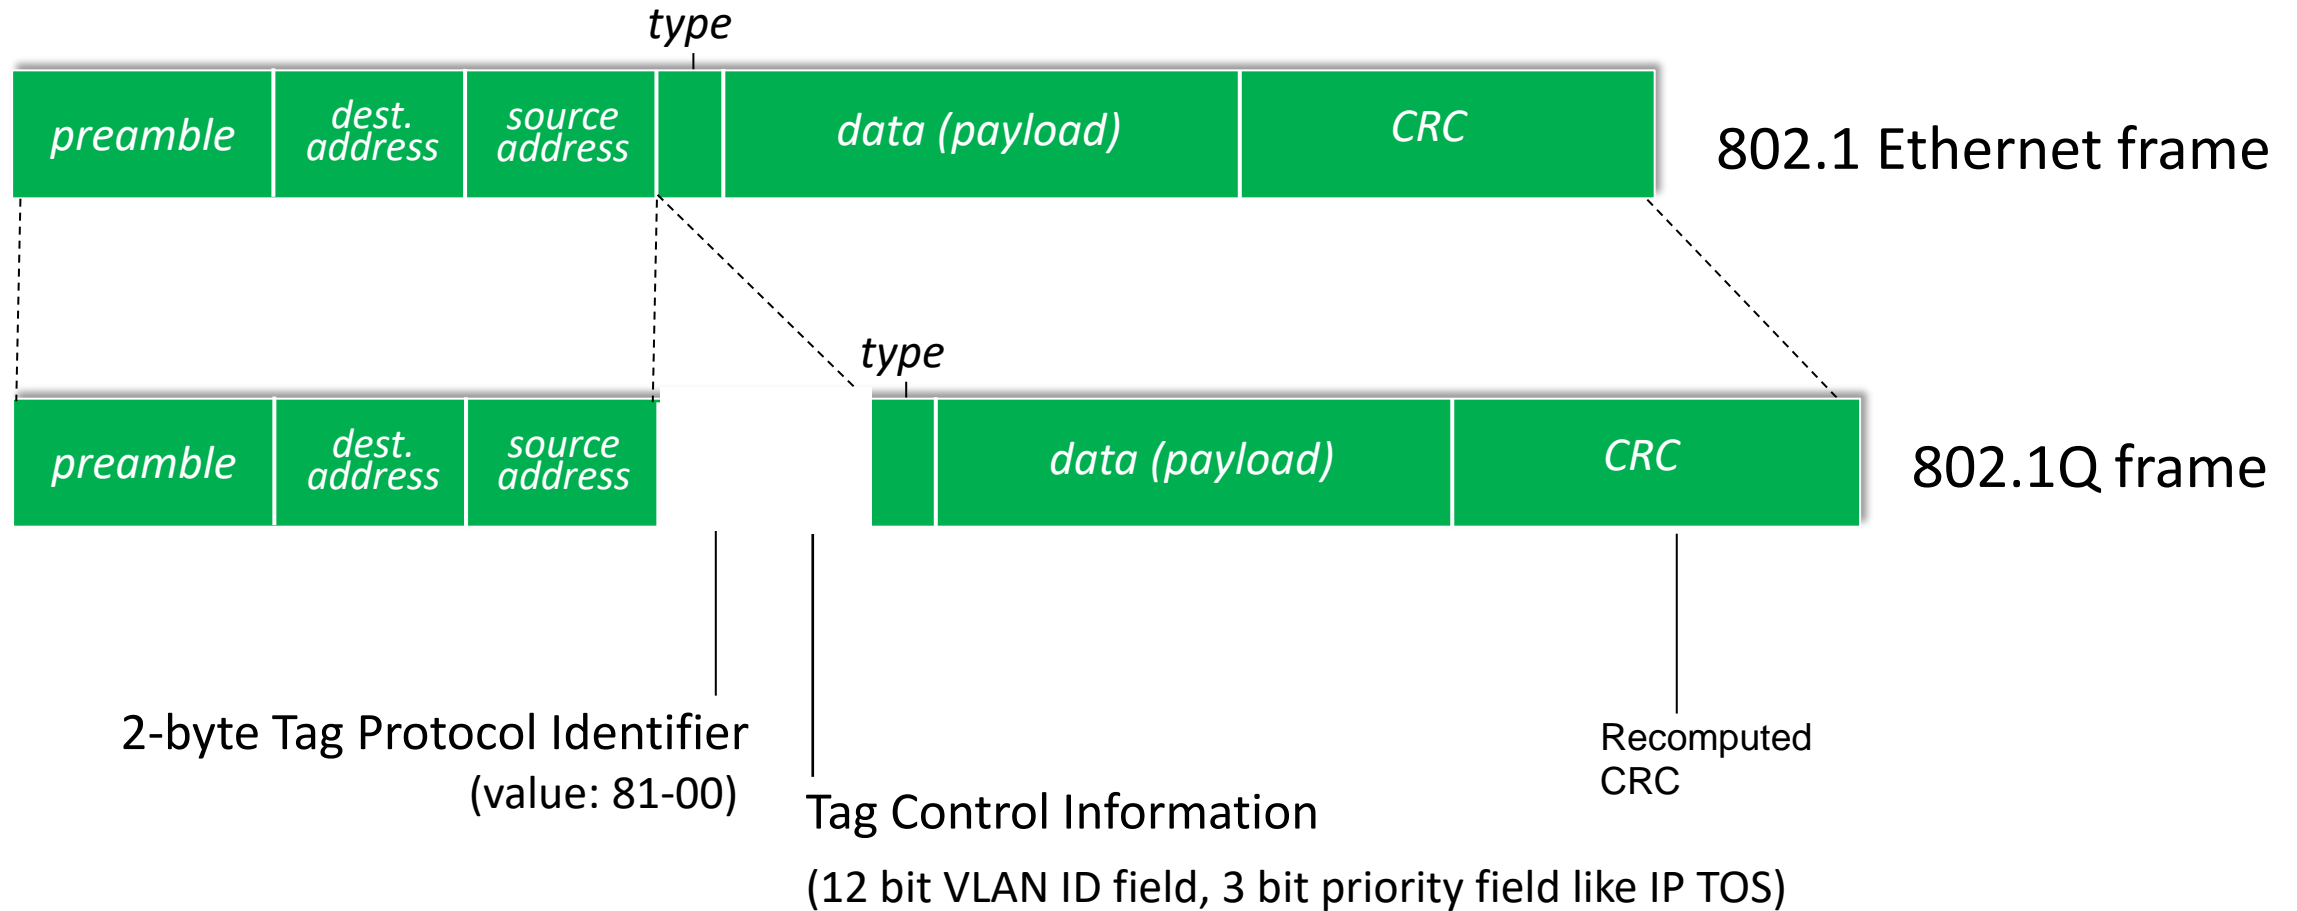 type
preamble
dest.
address
source
address
data (payload)
CRC
802.1 Ethernet frame
type
preamble
dest.
address
source
address
data (payload)
CRC
802.1Q frame
2-byte Tag Protocol Identifier
(value: 81-00)
Recomputed
CRC
Tag Control Information
(12 bit VLAN ID field, 3 bit priority field like IP TOS)